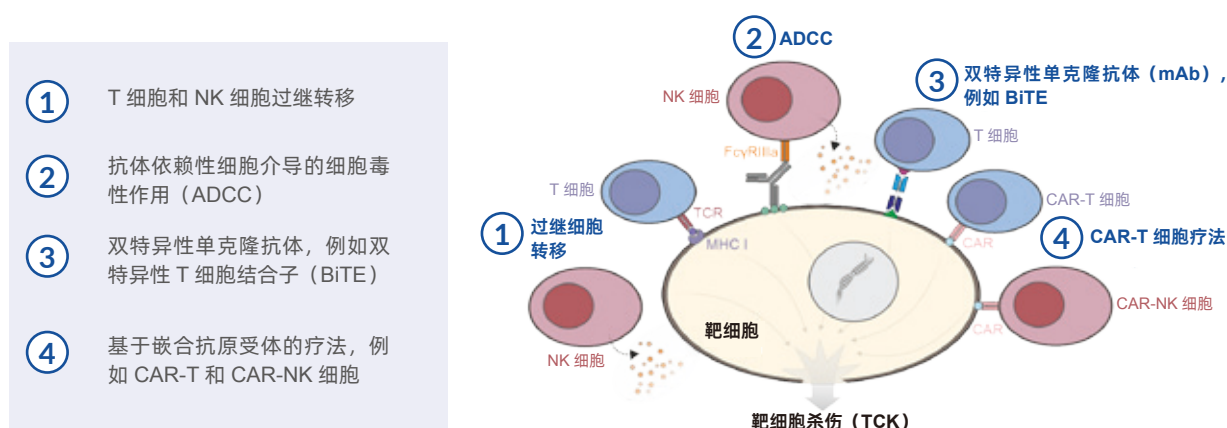 1
T 细胞和 NK 细胞过继转移
2
抗体依赖性细胞介导的细胞毒
性作用（ADCC）
3
双特异性单克隆抗体，例如双
特异性 T 细胞结合子（BiTE）
4
基于嵌合抗原受体的疗法，例
如 CAR-T 和 CAR-NK 细胞
2 ADCC
NK 细胞
FcγRIIIa
3 双特异性单克隆抗体（mAb），
例如 BiTE
T 细胞
T 细胞
TCR
MHC I
1 过继细胞
转移
NK 细胞
CAR-T 细胞
CAR
4 CAR-T 细胞疗法
CAR-NK 细胞
CAR
靶细胞
靶细胞杀伤（TCK）